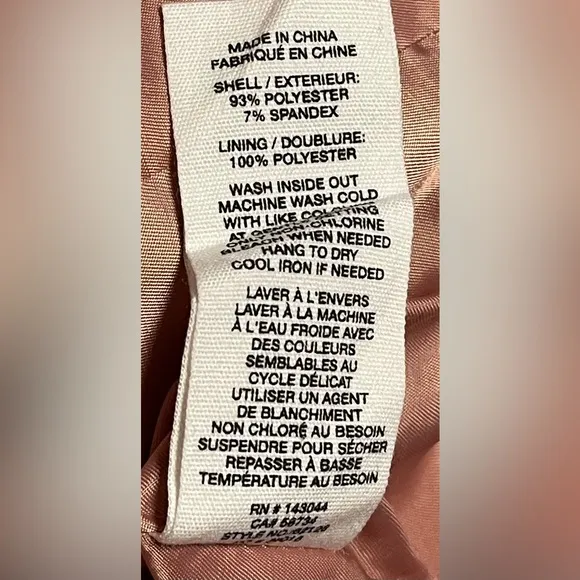 MADE IN CHINA
FABRIQUÉ EN CHINE
SHELL / EXTERIEUR:
93% POLYESTER
7% SPANDEX
LINING / DOUBLURE:
100% POLYESTER
WASH INSIDE OUT
MACHINE WASH COLD
WITH LIKE
WHEN NEEDED
HANG TO DRY
COOL IRON IF NEEDED
LAVER À L'ENVERS
LAVER À LA MACHINE
À L'EAU FROIDE AVEC
DES COULEURS
SEMBLABLES AU
CYCLE DÉLICAT
UTILISER UN AGENT
DE BLANCHIMENT
NON CHLORÉ AU BESOIN
SUSPENDRE POUR SÉCHER
REPASSER À BASSE
TEMPÉRATURE AU BESOIN
RN # 143044
CA# 56734
STYLE NO.